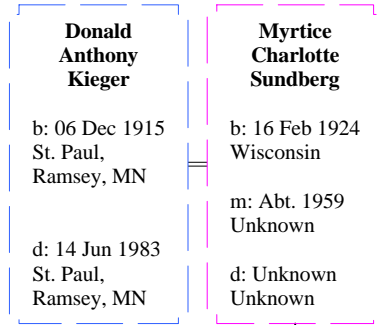 Donald
Anthony
Kieger
b: 06 Dec 1915
St. Paul,
Ramsey, MN
d: 14 Jun 1983
St. Paul,
Ramsey, MN
Myrtice
Charlotte
Sundberg
b: 16 Feb 1924
Wisconsin
m: Abt. 1959
Unknown
d: Unknown
Unknown